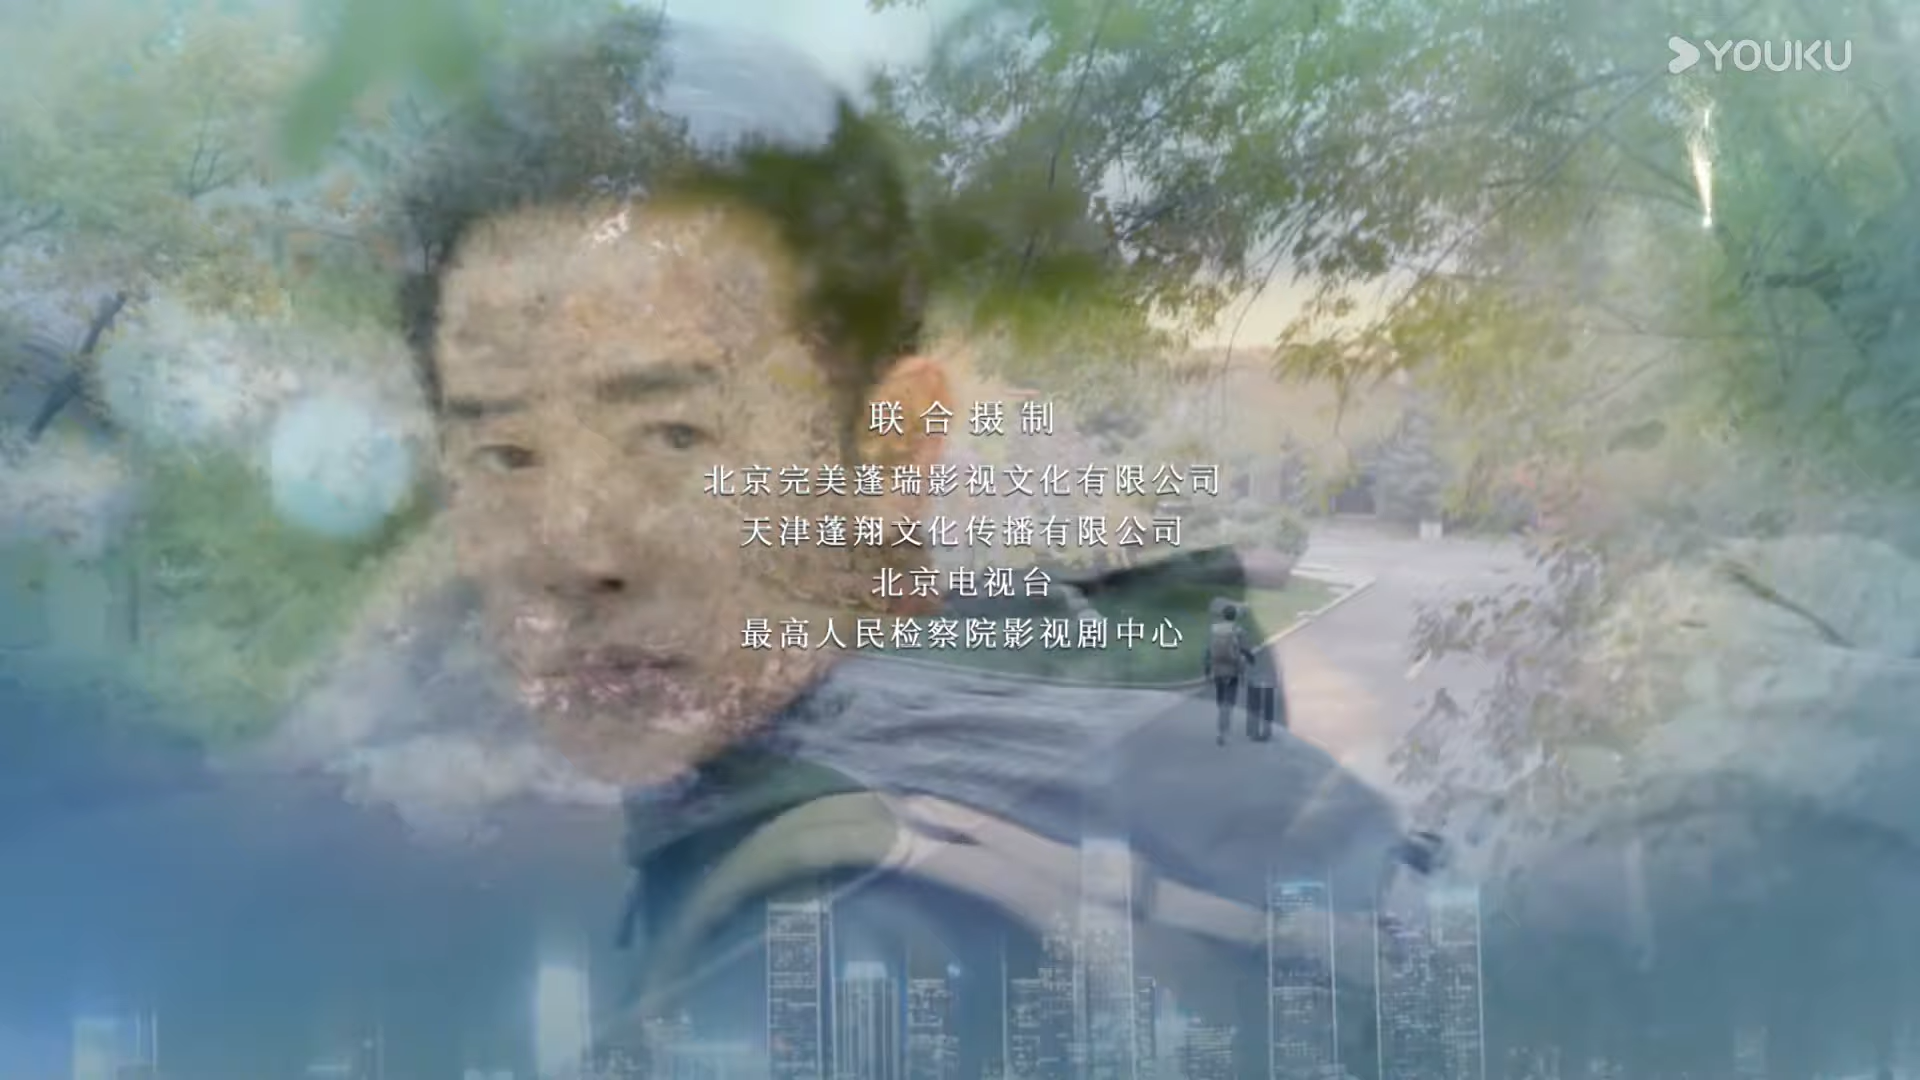 YOUKU
联合摄制
北京完美蓬瑞影视文化有限公司
天津蓬翔文化传播有限公司
北京电视台
最高人民检察院影视剧中心